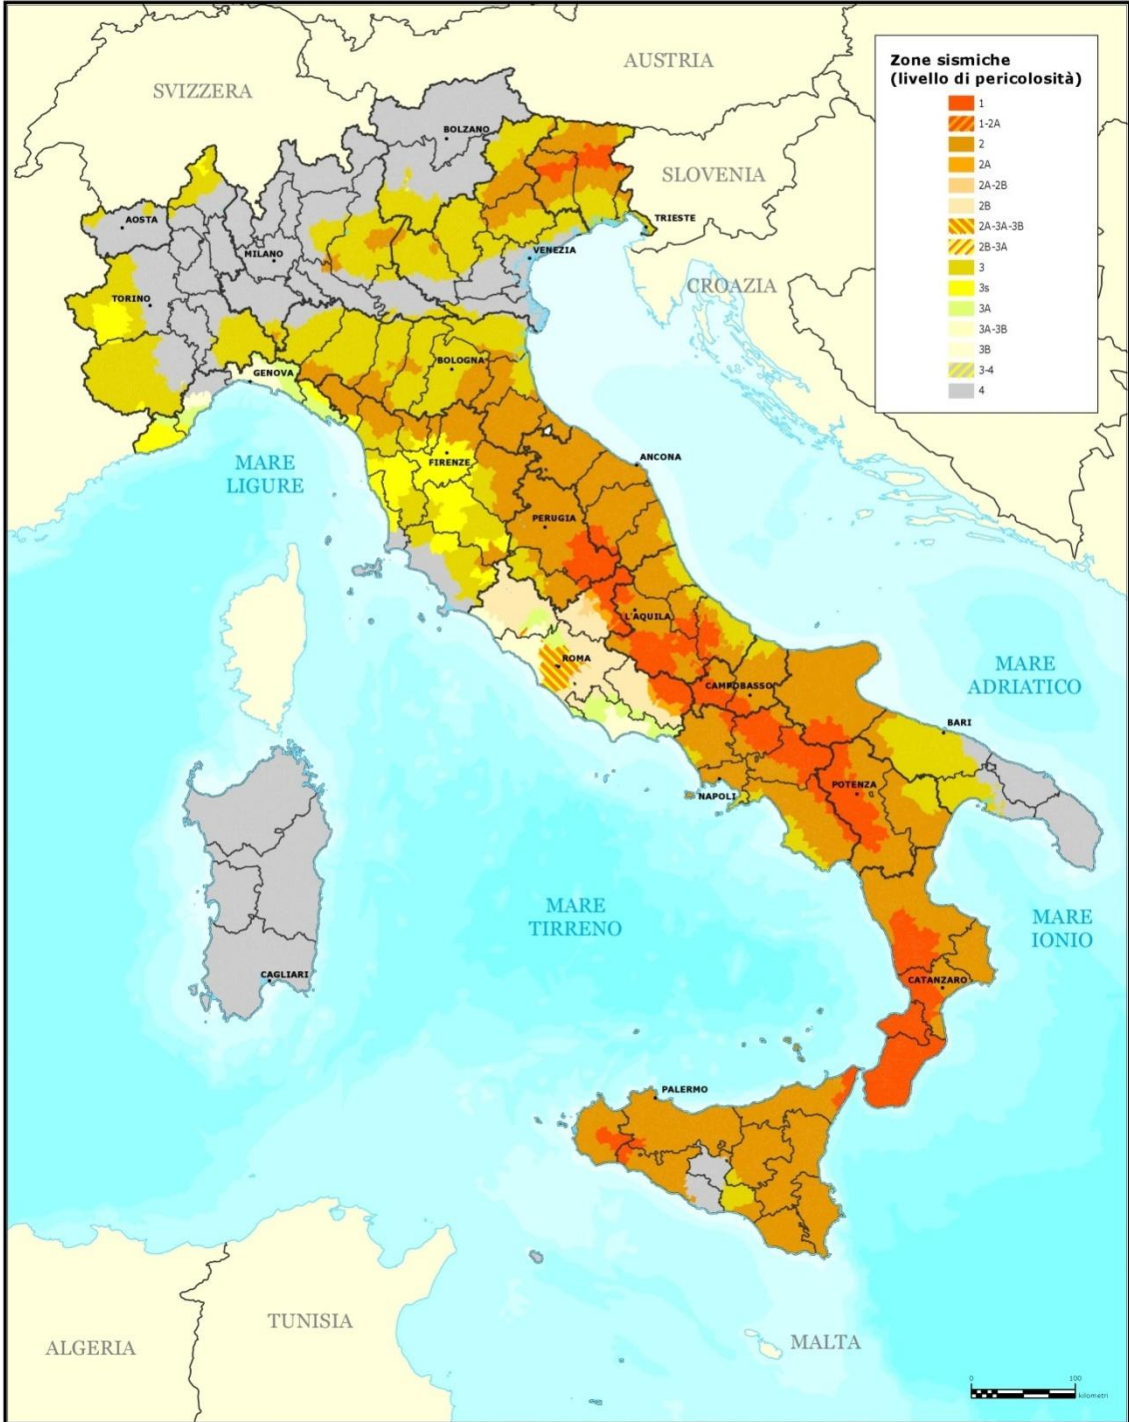 AUSTRIA
SVIZZERA
Zone sismiche
(livello di pericolosità)
1
1-2A
2
2A
2A-2B
2B
2A-3A-3B
2B-3A
3
3s
3A
3A-3B
3B
3-4
4
BOLZANO
SLOVENIA
AOSTA
TRIESTE
MILANO
VENEZIA
CROAZIA
TORINO
BOLOGNA
GENOVA
MARE
LIGURE
FIRENZE
ANCONA
PERUGIA
L'AQUILA
ROMA
MARE
ADRIATICO
CAMPOBASSO
BARI
NAPOLI
POTENZA
MARE
TIRRENO
MARE
IONIO
CAGLIARI
CATANZARO
PALERMO
TUNISIA
ALGERIA
MALTA
0
100
kilometri